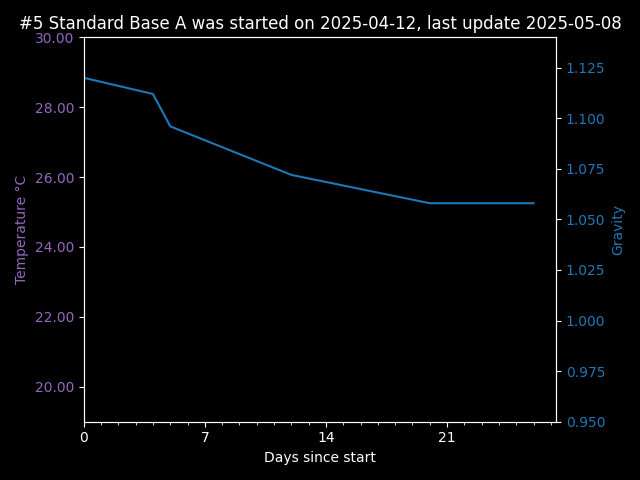 #5 Standard Base A was started on 2025-04-12, last update 2025-05-08
30.00
28.00
26.00
24.00
22.00
20.00
Temperature °C
1.125
1.100
1.075
1.050
1.025
1.000
0.975
0.950
Gravity
0 7 14 21
Days since start